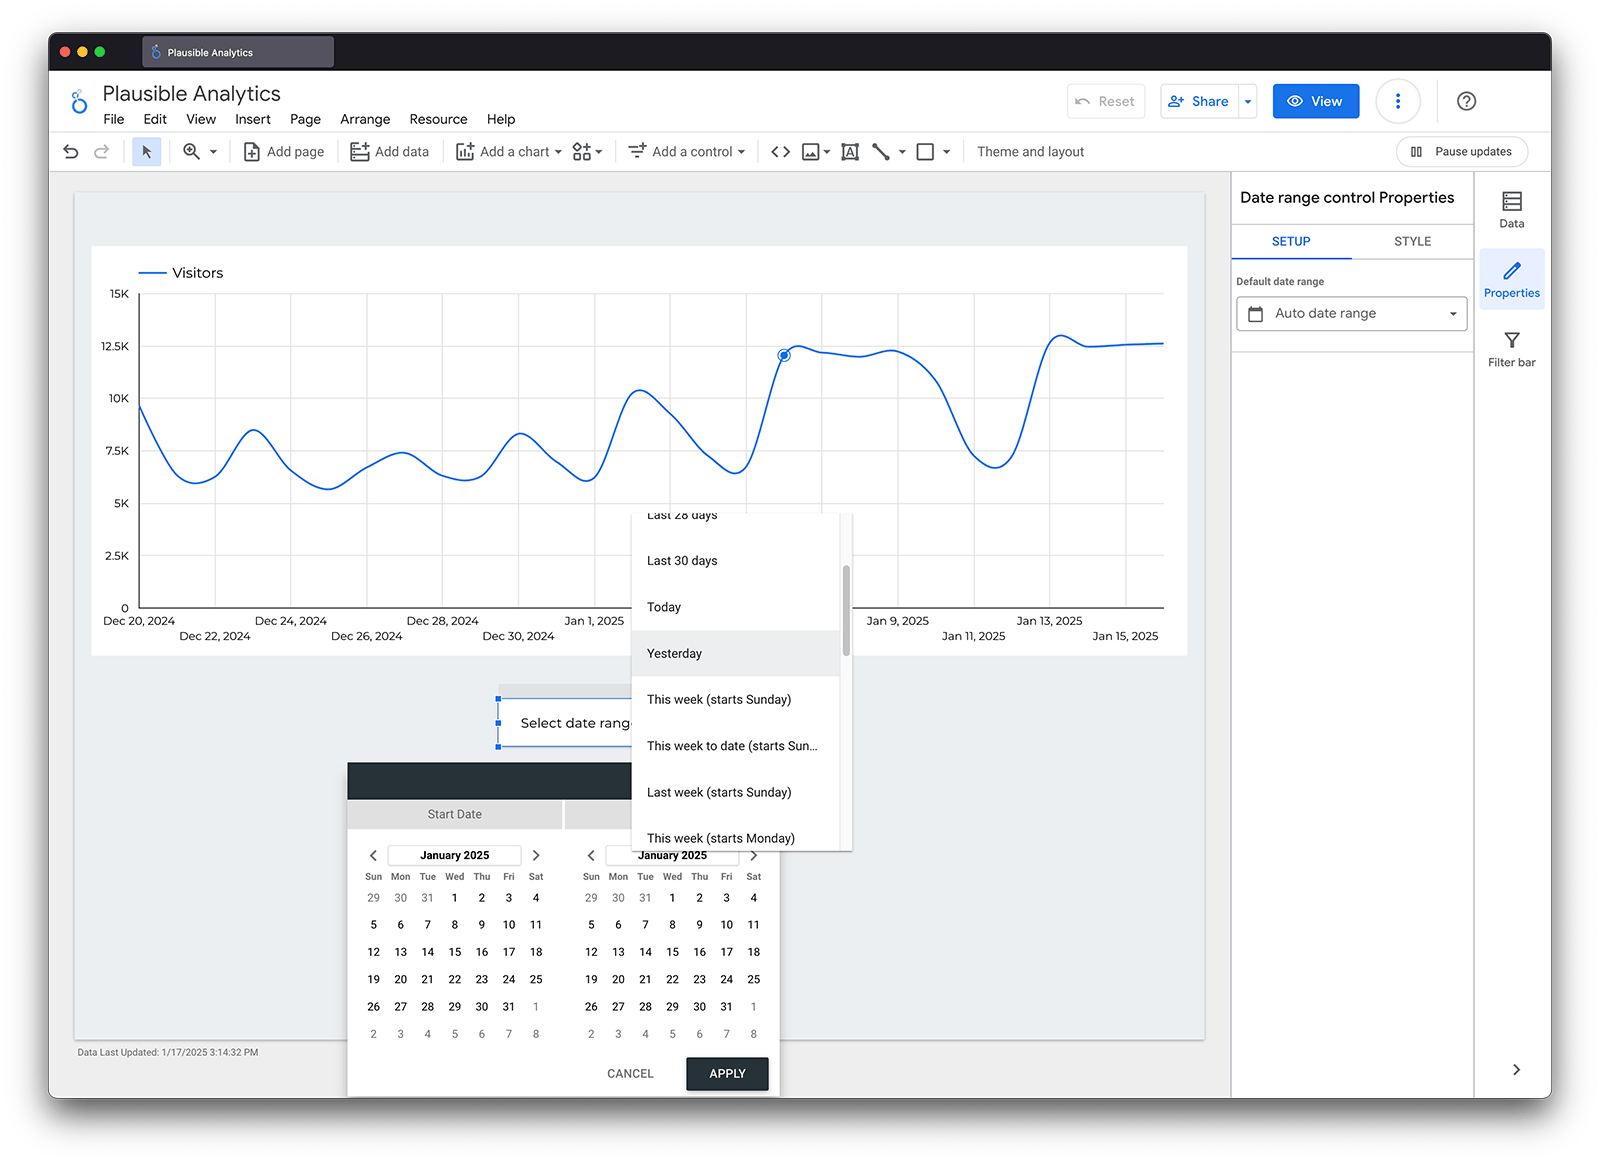 Plausible Analytics
Plausible Analytics
File Edit View Insert Page Arrange Resource Help
Reset
Share
View
Add page
Add data
Add a chart
Add a control
Theme and layout
Pause updates
Visitors
15K
12.5K
10K
7.5K
5K
2.5K
0
Dec 20, 2024
Dec 22, 2024
Dec 24, 2024
Dec 26, 2024
Dec 28, 2024
Dec 30, 2024
Jan 1, 2025
Jan 9, 2025
Jan 11, 2025
Jan 13, 2025
Jan 15, 2025
Last 28 days
Last 30 days
Today
Yesterday
This week (starts Sunday)
This week to date (starts Sun...
Last week (starts Sunday)
This week (starts Monday)
Select date rang
Start Date
January 2025
Sun Mon Tue Wed Thu Fri Sat
29 30 31 1 2 3 4
5 6 7 8 9 10 11
12 13 14 15 16 17 18
19 20 21 22 23 24 25
26 27 28 29 30 31 1
2 3 4 5 6 7 8
January 2025
Sun Mon Tue Wed Thu Fri Sat
29 30 31 1 2 3 4
5 6 7 8 9 10 11
12 13 14 15 16 17 18
19 20 21 22 23 24 25
26 27 28 29 30 31 1
2 3 4 5 6 7 8
CANCEL
APPLY
Data Last Updated: 1/17/2025 3:14:32 PM
Date range control Properties
SETUP
STYLE
Default date range
Auto date range
Data
Properties
Filter bar